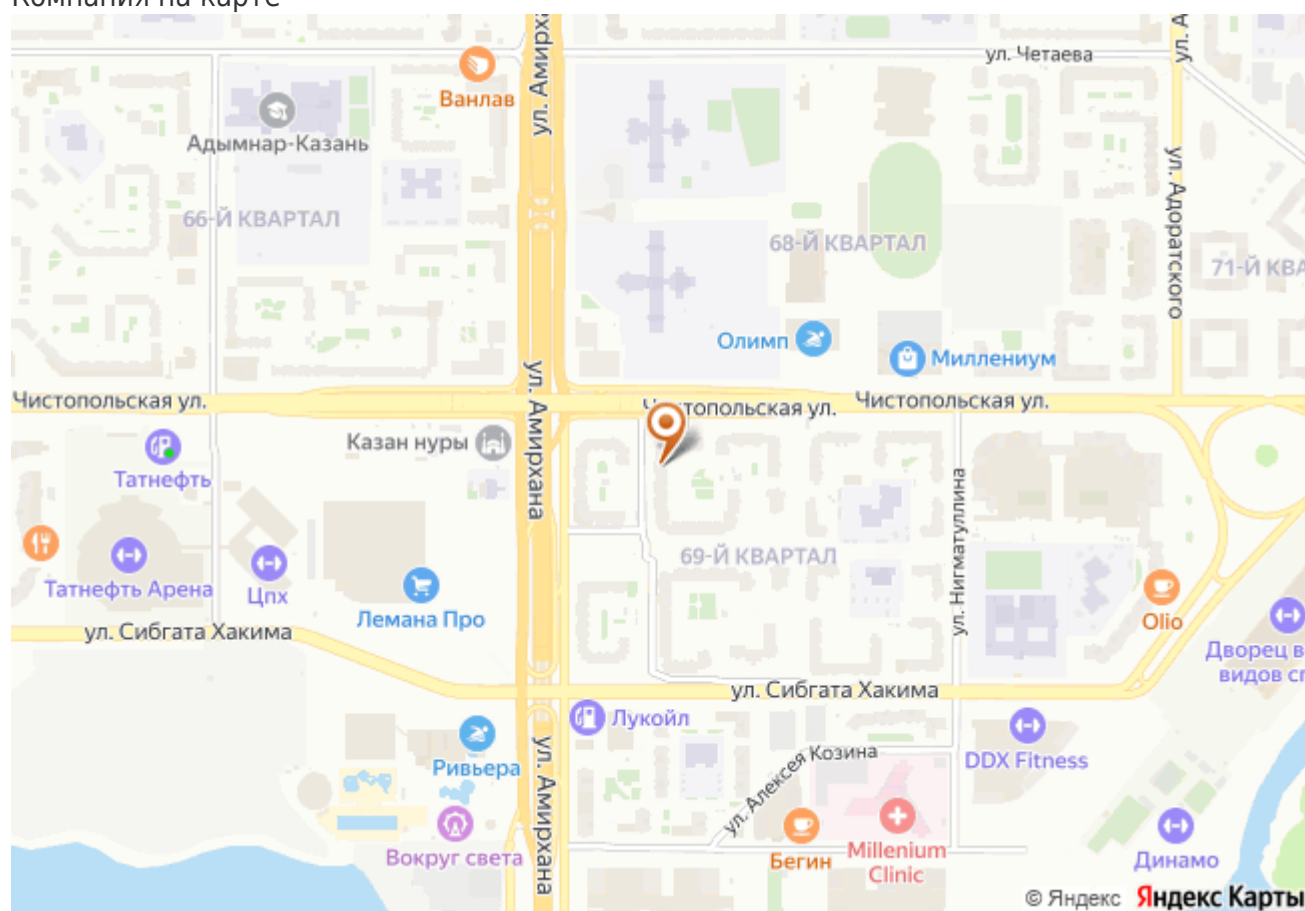 Компания на карте
ул. Четаева
ул. А
ул. Амирхана
Ванлав
Адымнар-Казань
ул. Адоратского
66-Й КВАРТАЛ
68-Й КВАРТАЛ
71-Й КВА
Олимп
Миллениум
ул. Амирхана
Чистопольская ул.
топольская ул.
Чистопольская ул.
Казан нуры
Татнефть
ул. Нигматуллина
69-Й КВАРТАЛ
Татнефть Арена
Цпх
Лемана Про
Olio
ул. Сибгата Хакима
Дворец в
видов сп
ул. Сибгата Хакима
Лукойл
ул. Алексея Козина
DDX Fitness
Ривьера
ул. Амирхана
Вокруг света
Бегин
Millenium
Clinic
Динамо
© Яндекс Яндекс Карты